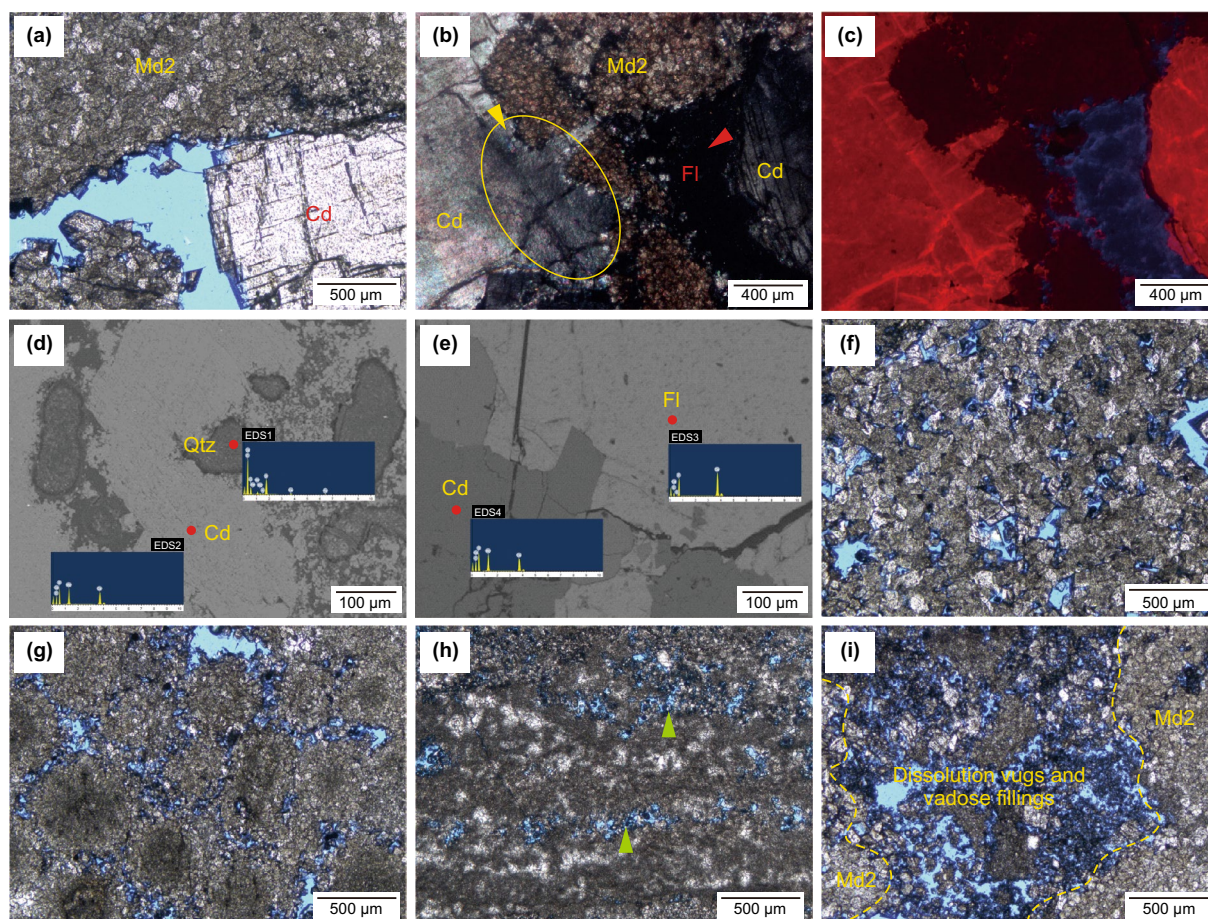 (a)
Md2
Cd
500 µm
(b)
Md2
Fl
Cd
Cd
400 µm
(c)
400 µm
(d)
Qtz
EDS1
Cd
EDS2
100 µm
(e)
Fl
EDS3
Cd
EDS4
100 µm
(f)
500 µm
(g)
500 µm
(h)
500 µm
(i)
Md2
Dissolution vugs and
vadose fillings
Md2
500 µm